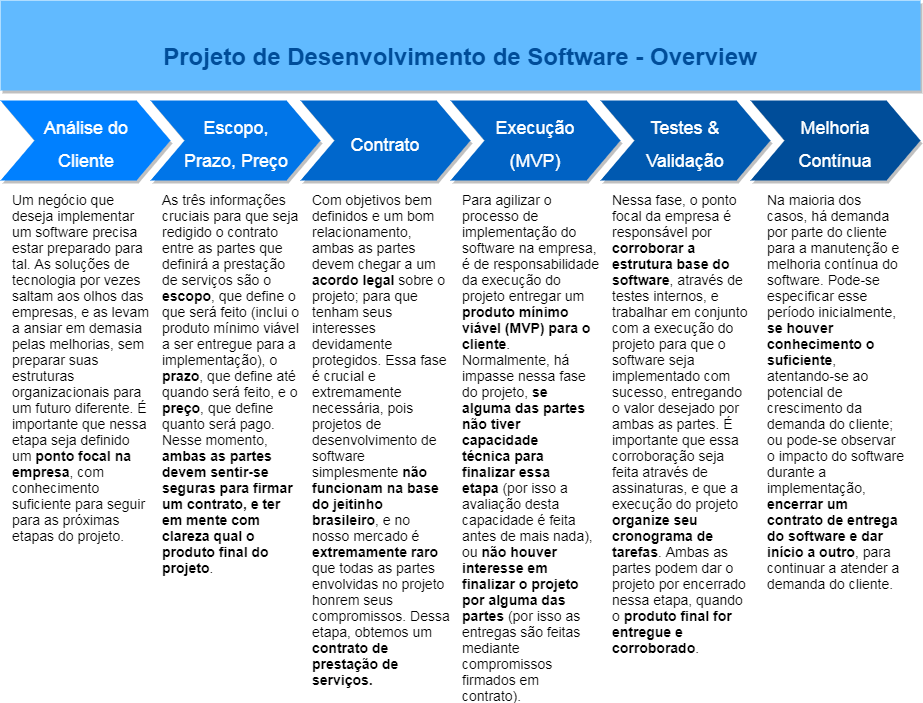 Projeto de Desenvolvimento de Software - Overview
Análise do
Cliente
Escopo,
Prazo, Preço
Contrato
Execução
(MVP)
Testes &
Validação
Melhoria
Contínua
Um negócio que
deseja implementar
um software precisa
estar preparado para
tal. As soluções de
tecnologia por vezes
saltam aos olhos das
empresas, e as levam
a ansiar em demasia
pelas melhorias, sem
preparar suas
estruturas
organizacionais para
um futuro diferente. É
importante que nessa
etapa seja definido
um ponto focal na
empresa, com
conhecimento
suficiente para seguir
para as próximas
etapas do projeto.
As três informações
cruciais para que seja
redigido o contrato
entre as partes que
definirá a prestação
de serviços são o
escopo, que define o
que será feito (inclui o
produto mínimo viável
a ser entregue para a
implementação), o
prazo, que define até
quando será feito, e o
preço, que define
quanto será pago.
Nesse momento,
ambas as partes
devem sentir-se
seguras para firmar
um contrato, e ter
em mente com
clareza qual o
produto final do
projeto.
Com objetivos bem
definidos e um bom
relacionamento,
ambas as partes
devem chegar a um
acordo legal sobre o
projeto; para que
tenham seus
interesses
devidamente
protegidos. Essa fase
é crucial e
extremamente
necessária, pois
projetos de
desenvolvimento de
software
simplesmente não
funcionam na base
do jeitinho
brasileiro, e no
nosso mercado é
extremamente raro
que todas as partes
envolvidas no projeto
honrem seus
compromissos. Dessa
etapa, obtemos um
contrato de
prestação de
serviços.
Para agilizar o
processo de
implementação do
software na empresa,
é de responsabilidade
da execução do
projeto entregar um
produto mínimo
viável (MVP) para o
cliente.
Normalmente, há
impasse nessa fase
do projeto, se
alguma das partes
não tiver
capacidade
técnica para
finalizar essa
etapa (por isso a
avaliação desta
capacidade é feita
antes de mais nada),
ou não houver
interesse em
finalizar o projeto
por alguma das
partes (por isso as
entregas são feitas
mediante
compromissos
firmados em
contrato).
Nessa fase, o ponto
focal da empresa é
responsável por
corroborar a
estrutura base do
software, através de
testes internos, e
trabalhar em conjunto
com a execução do
projeto para que o
software seja
implementado com
sucesso, entregando
o valor desejado por
ambas as partes. É
importante que essa
corroboração seja
feita através de
assinaturas, e que a
execução do projeto
organize seu
cronograma de
tarefas. Ambas as
partes podem dar o
projeto por encerrado
nessa etapa, quando
o produto final for
entregue e
corroborado.
Na maioria dos
casos, há demanda
por parte do cliente
para a manutenção e
melhoria contínua do
software. Pode-se
especificar esse
período inicialmente,
se houver
conhecimento o
suficiente,
atentando-se ao
potencial de
crescimento da
demanda do cliente;
ou pode-se observar
o impacto do software
durante a
implementação,
encerrar um
contrato de entrega
do software e dar
início a outro, para
continuar a atender a
demanda do cliente.